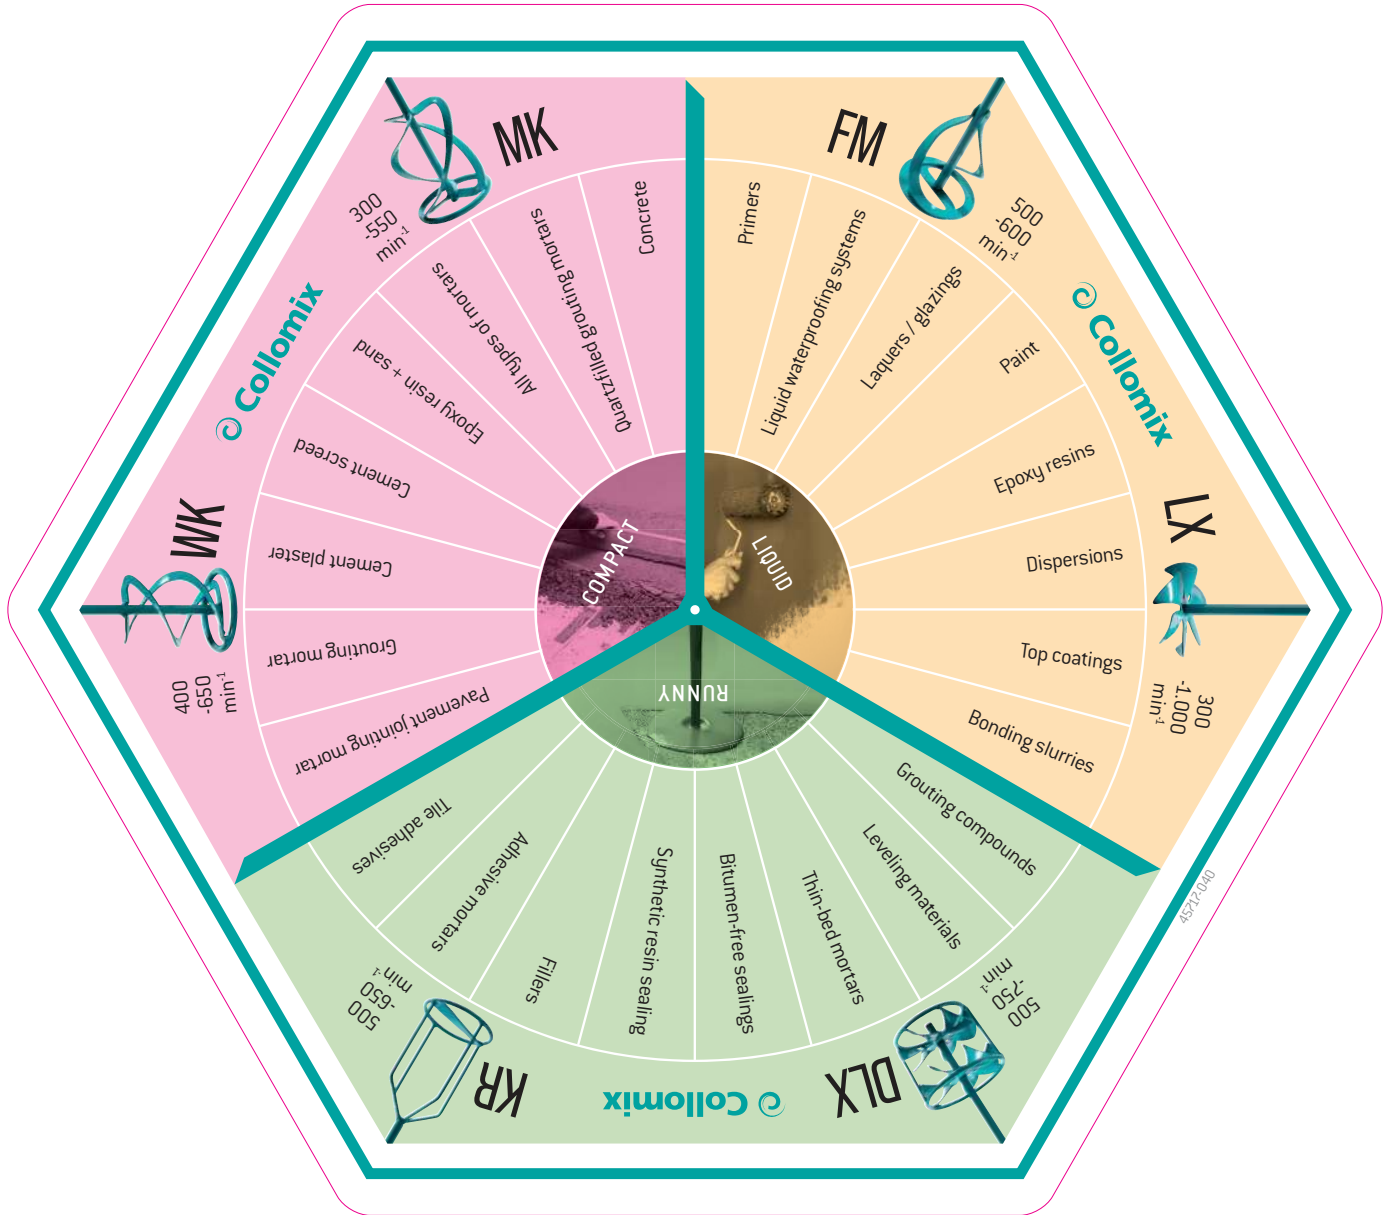 MK
300
-550
min-1
Collomix
WK
400
-650
min-1
Concrete
Quartzfilled grouting mortars
All types of mortars
Epoxy resin + sand
Cement screed
Cement plaster
Grouting mortar
Pavement jointing mortar
COMPACT
FM
500
-600
min-1
Collomix
LX
300
-1.000
min-1
Primers
Liquid waterproofing systems
Laquers / glazings
Paint
Epoxy resins
Dispersions
Top coatings
Bonding slurries
LIQUID
RUNNY
Grouting compounds
Leveling materials
Thin-bed mortars
Bitumen-free sealings
Synthetic resin sealing
Fillers
Adhesive mortars
Tile adhesives
DLX
500
-750
min-1
Collomix
KR
500
-650
min-1
45717-040